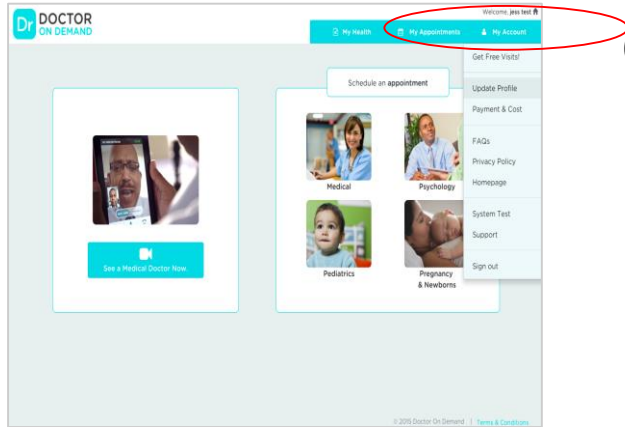 Dr DOCTOR
ON DEMAND
Welcome, jess test
My Health My Appointments My Account
Get Free Visits!
Update Profile
Payment & Cost
FAQs
Privacy Policy
Homepage
System Test
Support
Sign out
See a Medical Doctor Now
Schedule an appointment
Medical
Psychology
Pediatrics
Pregnancy
& Newborns
© 2015 Doctor On Demand | Terms & Conditions